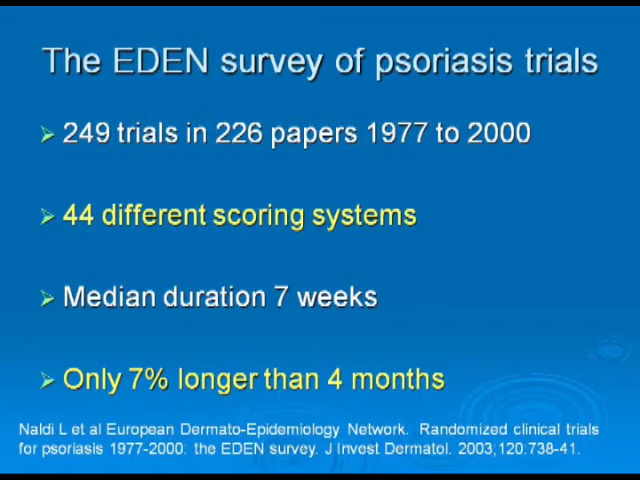 The EDEN survey of psoriasis trials
249 trials in 226 papers 1977 to 2000
44 different scoring systems
Median duration 7 weeks
Only 7% longer than 4 months
Naldi L et al European Dermato-Epidemiology Network. Randomized clinical trials
for psoriasis 1977-2000: the EDEN survey. J Invest Dermatol. 2003;120:738-41.